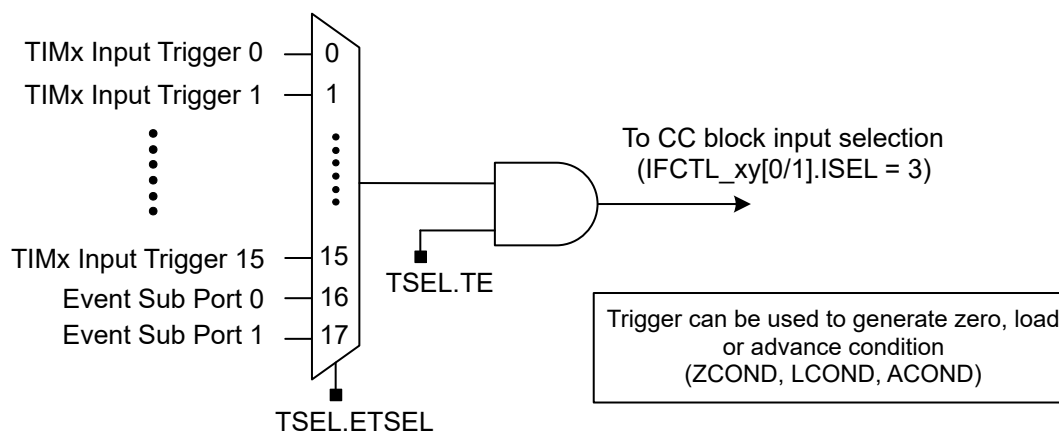 TIMx Input Trigger 0
0
TIMx Input Trigger 1
1
To CC block input selection
(IFCTL_xy[0/1].ISEL = 3)
TIMx Input Trigger 15
15
TSEL.TE
Event Sub Port 0
16
Event Sub Port 1
17
Trigger can be used to generate zero, load
or advance condition
(ZCOND, LCOND, ACOND)
TSEL.ETSEL